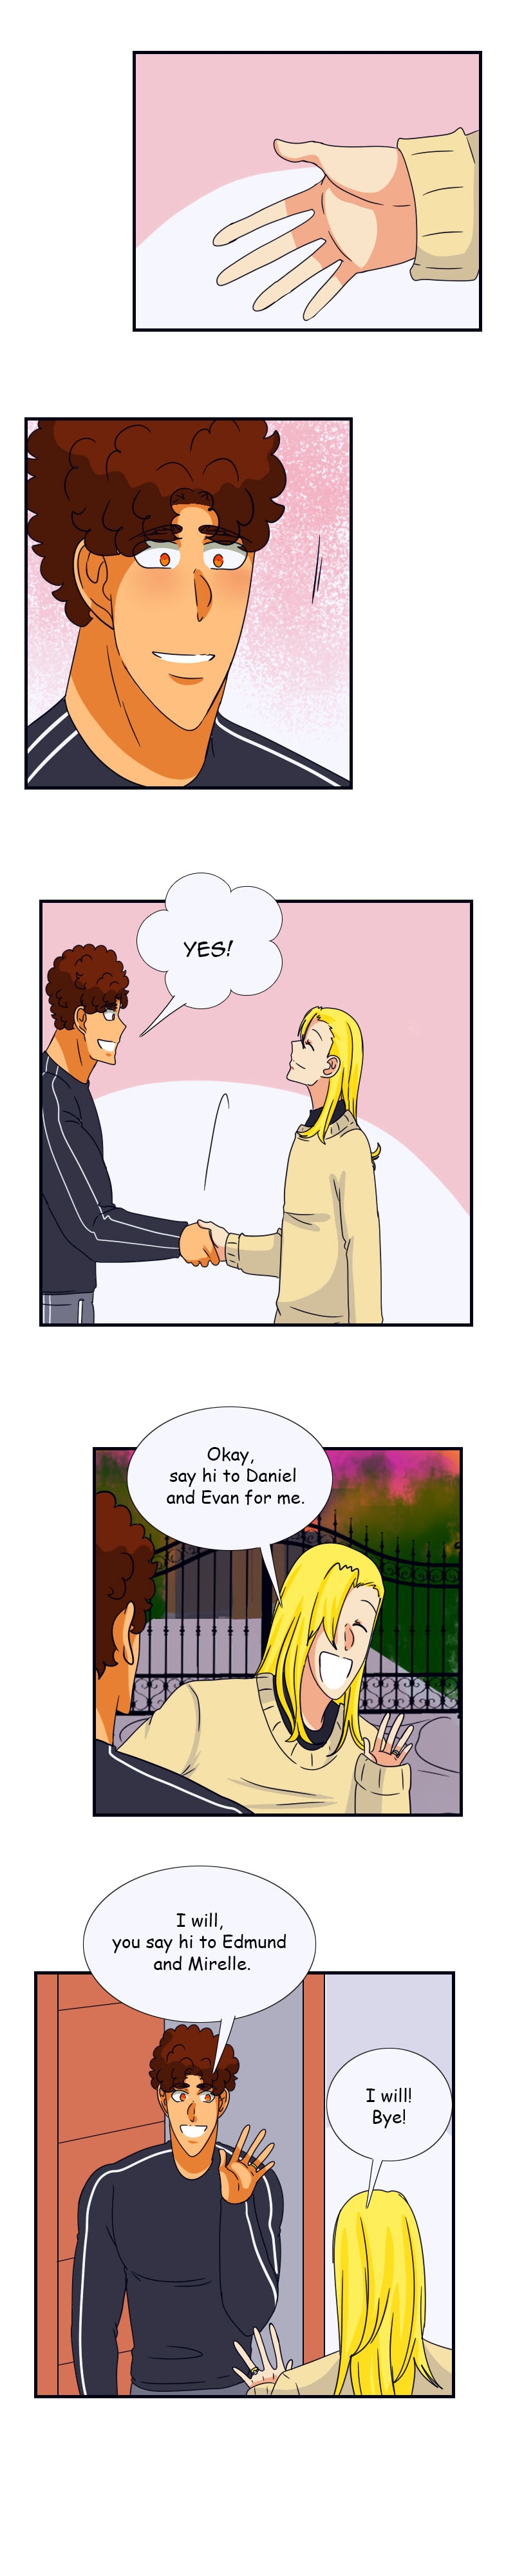 YES!
Okay,
say hi to Daniel
and Evan for me.
I will,
you say hi to Edmund
and Mirelle.
I will!
Bye!